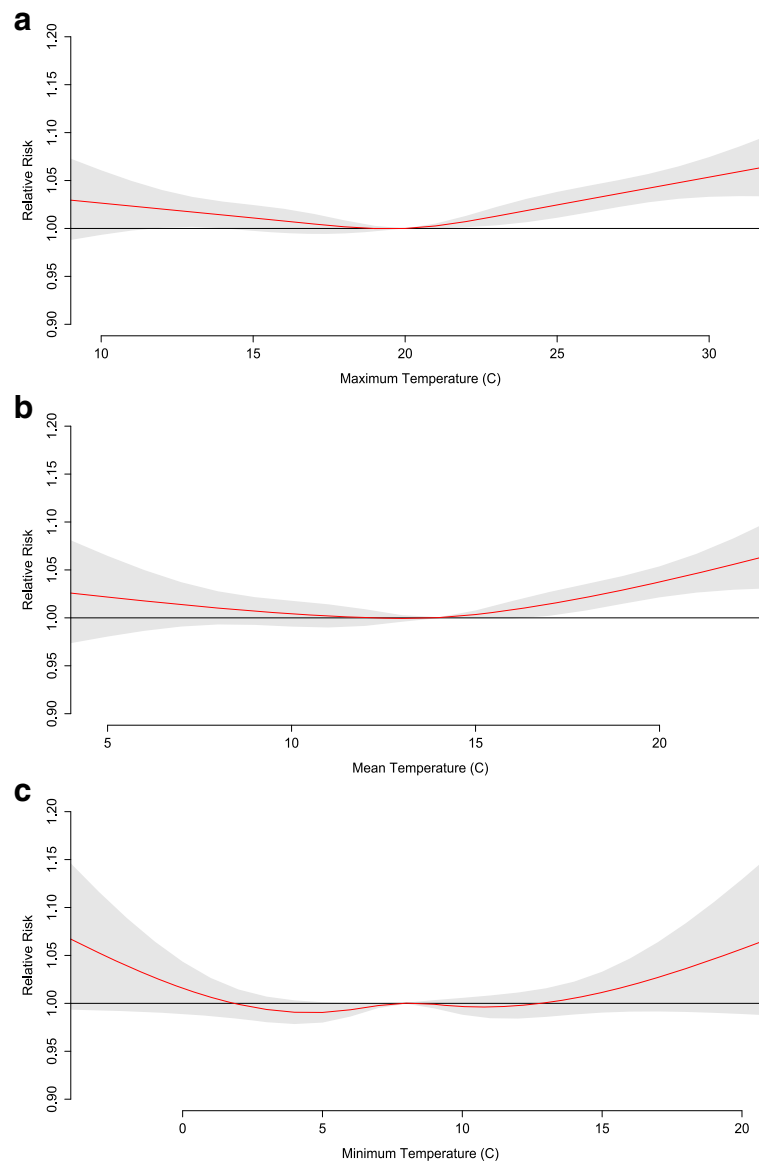 a
1.20
1.15
1.10
1.05
1.00
0.95
0.90
Relative Risk
10 15 20 25 30
Maximum Temperature (C)
b
1.20
1.15
1.10
1.05
1.00
0.95
0.90
Relative Risk
5 10 15 20
Mean Temperature (C)
c
1.20
1.15
1.10
1.05
1.00
0.95
0.90
Relative Risk
0 5 10 15 20
Minimum Temperature (C)